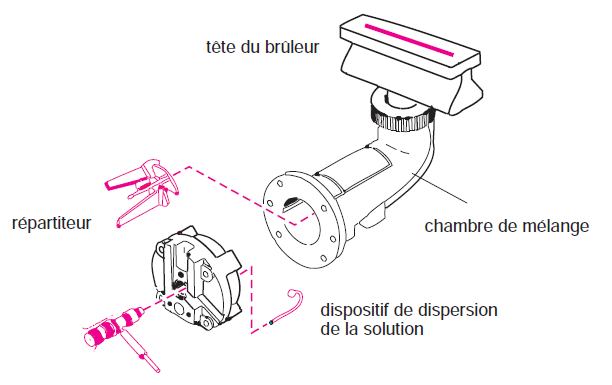 tête du brûleur
répartiteur
chambre de mélange
dispositif de dispersion
de la solution